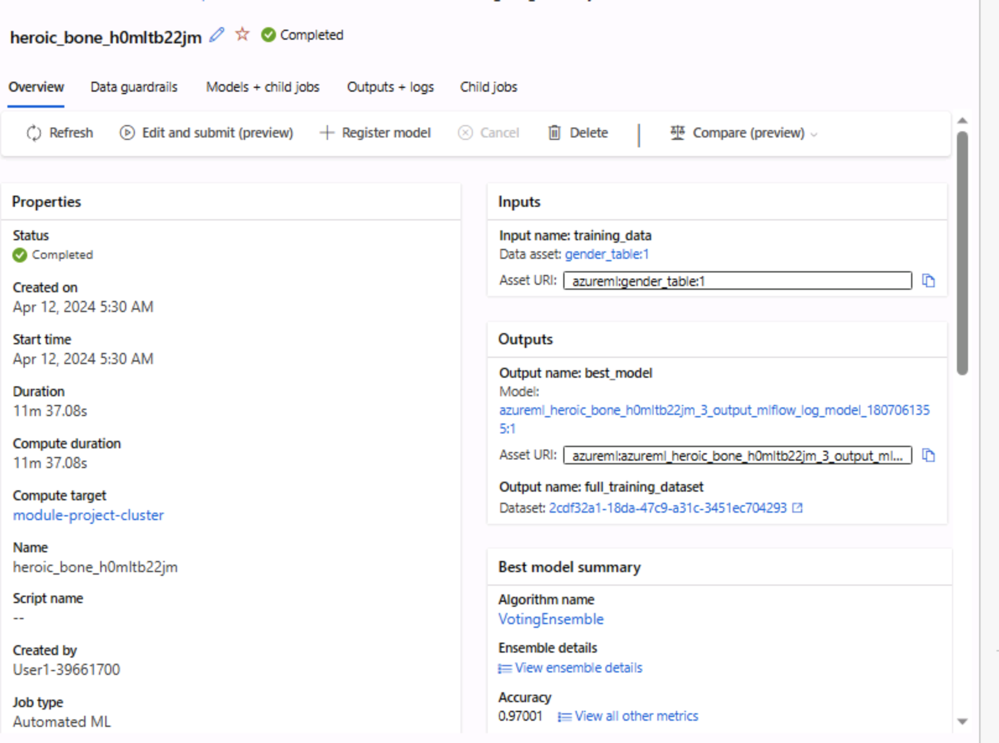 heroic_bone_h0mltb22jm Completed
Overview Data guardrails Models + child jobs Outputs + logs Child jobs
Refresh Edit and submit (preview) Register model Cancel Delete Compare (preview)
Properties
Status
Completed
Created on
Apr 12, 2024 5:30 AM
Start time
Apr 12, 2024 5:30 AM
Duration
11m 37.08s
Compute duration
11m 37.08s
Compute target
module-project-cluster
Name
heroic_bone_h0mltb22jm
Script name
--
Created by
User1-39661700
Job type
Automated ML
Inputs
Input name: training_data
Data asset: gender_table:1
Asset URI: azureml:gender_table:1
Outputs
Output name: best_model
Model:
azureml_heroic_bone_h0mltb22jm_3_output_mlflow_log_model_180706135
5:1
Asset URI: azureml:azureml_heroic_bone_h0mltb22jm_3_output_ml...
Output name: full_training_dataset
Dataset: 2cdf32a1-18da-47c9-a31c-3451ec704293
Best model summary
Algorithm name
VotingEnsemble
Ensemble details
View ensemble details
Accuracy
0.97001 View all other metrics